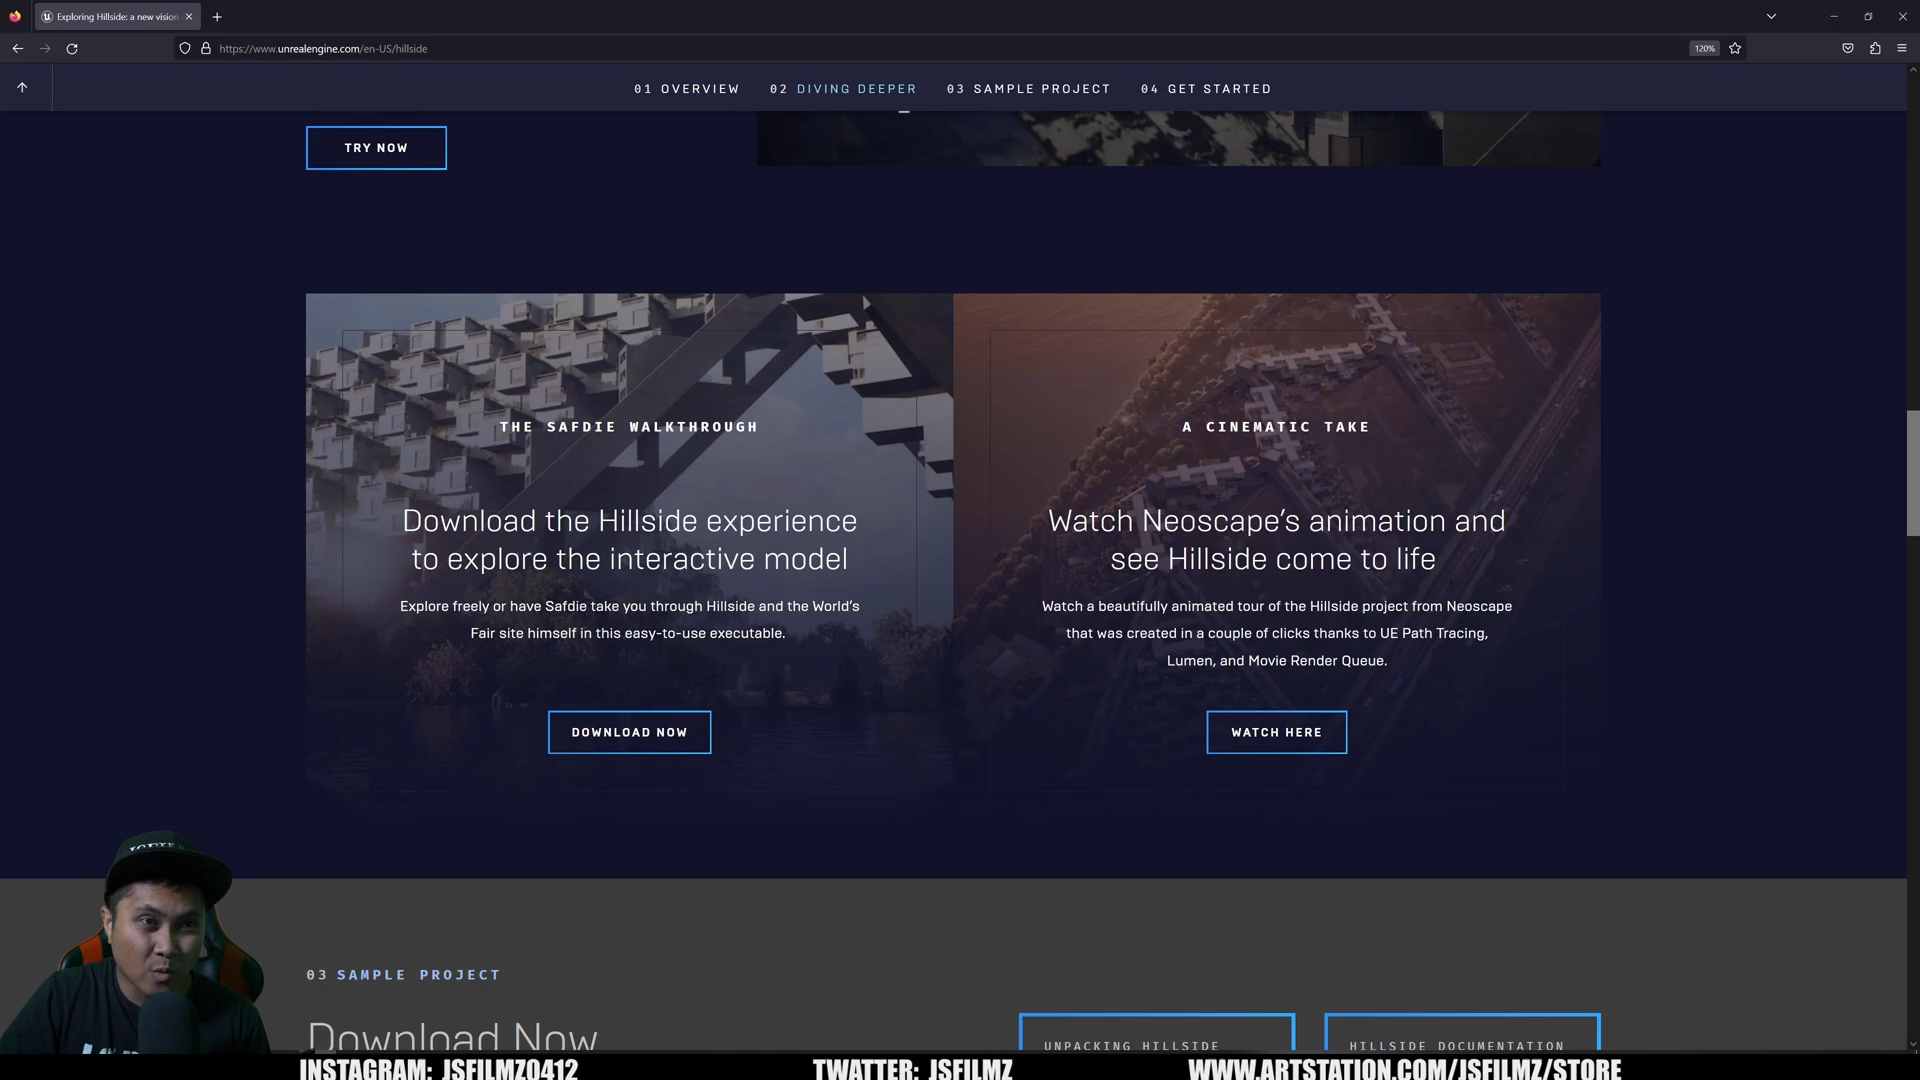 Exploring Hillside: a new vision
https://www.unrealengine.com/en-US/hillside
120%
01 OVERVIEW
02 DIVING DEEPER
03 SAMPLE PROJECT
04 GET STARTED
TRY NOW
THE SAFDIE WALKTHROUGH
Download the Hillside experience
to explore the interactive model
Explore freely or have Safdie take you through Hillside and the World's
Fair site himself in this easy-to-use executable.
DOWNLOAD NOW
A CINEMATIC TAKE
Watch Neoscape's animation and
see Hillside come to life
Watch a beautifully animated tour of the Hillside project from Neoscape
that was created in a couple of clicks thanks to UE Path Tracing,
Lumen, and Movie Render Queue.
WATCH HERE
03 SAMPLE PROJECT
Download Now
UNPACKING HILLSIDE
HILLSIDE DOCUMENTATION
INSTAGRAM: JSFILMZ0412
TWATTER: JSFILMZ
WWW.ARTSTATION.COM/JSFILMZ/STORE